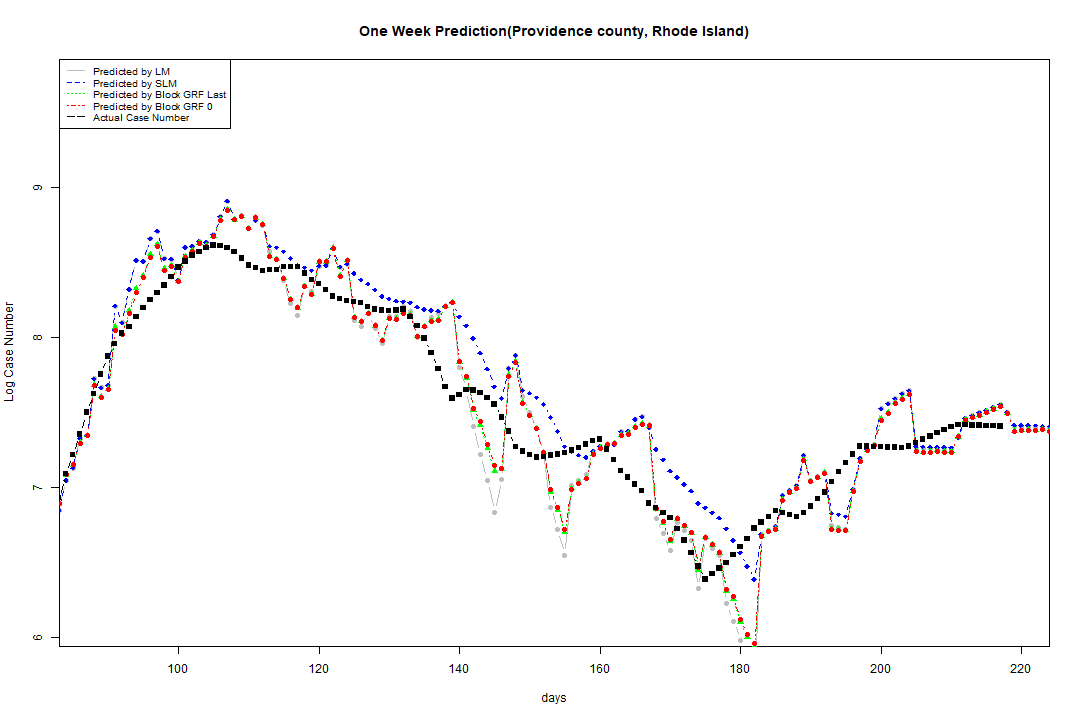 One Week Prediction(Providence county, Rhode Island)
Predicted by LM
Predicted by SLM
Predicted by Block GRF Last
Predicted by Block GRF 0
Actual Case Number
9
8
7
6
Log Case Number
100 120 140 160 180 200 220
days